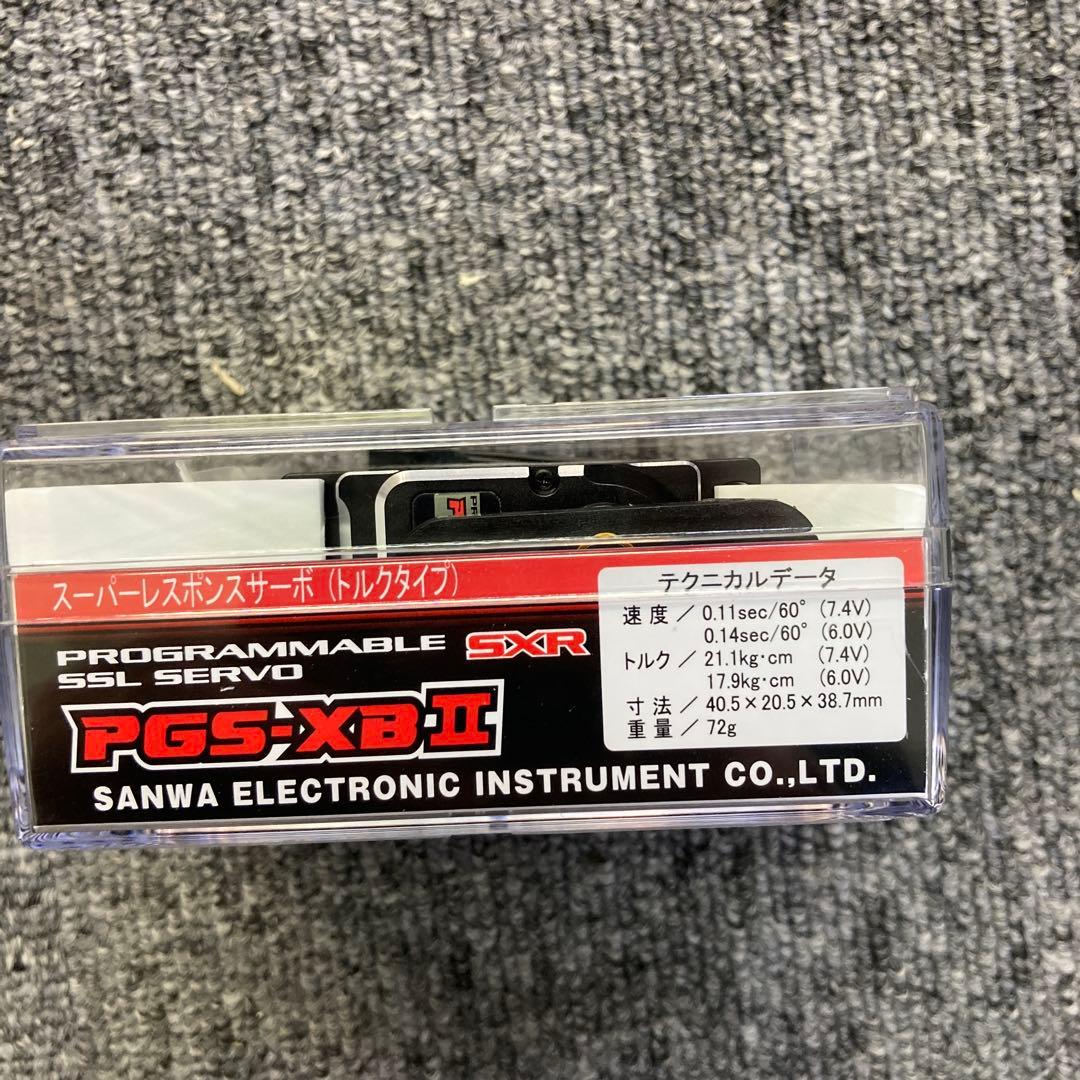 スーパーレスポンスサーボ（トルクタイプ）
PROGRAMMABLE SXR
SSL SERVO
PGS-XB-II
SANWA ELECTRONIC INSTRUMENT CO.,LTD.
テクニカルデータ
速度／0.11sec/60°（7.4V）
0.14sec/60°（6.0V）
トルク／21.1kg･cm （7.4V）
17.9kg･cm （6.0V）
寸法／40.5×20.5×38.7mm
重量／72g